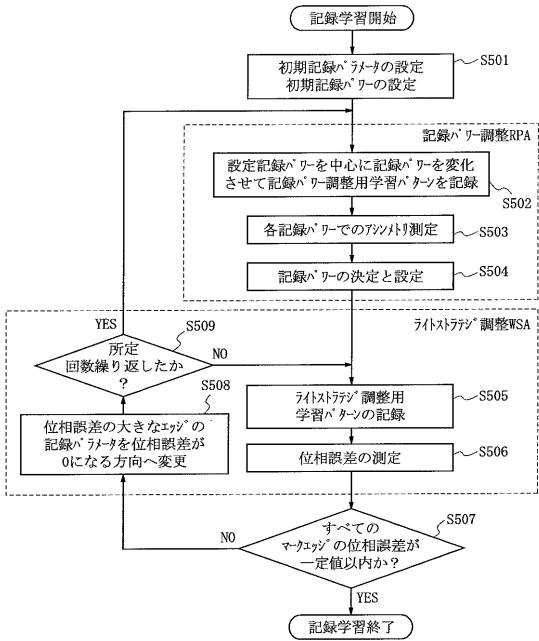 記録学習開始
初期記録ﾊﾟﾗﾒｰﾀの設定
初期記録ﾊﾟﾜｰの設定
S501
記録ﾊﾟﾜｰ調整RPA
設定記録ﾊﾟﾜｰを中心に記録ﾊﾟﾜｰを変化
させて記録ﾊﾟﾜｰ調整用学習ﾊﾟﾀｰﾝを記録
S502
各記録ﾊﾟﾜｰでのｱｼﾝﾒﾄﾘ測定
S503
記録ﾊﾟﾜｰの決定と設定
S504
ﾗｲﾄｽﾄﾗﾃｼﾞ調整WSA
YES
S509
所定
回数繰り返したか
?
NO
S508
位相誤差の大きなｴｯｼﾞの
記録ﾊﾟﾗﾒｰﾀを位相誤差が
0になる方向へ変更
ﾗｲﾄｽﾄﾗﾃｼﾞ調整用
学習ﾊﾟﾀｰﾝの記録
S505
位相誤差の測定
S506
S507
すべての
ﾏｰｸｴｯｼﾞの位相誤差が
一定値以内か?
NO
YES
記録学習終了